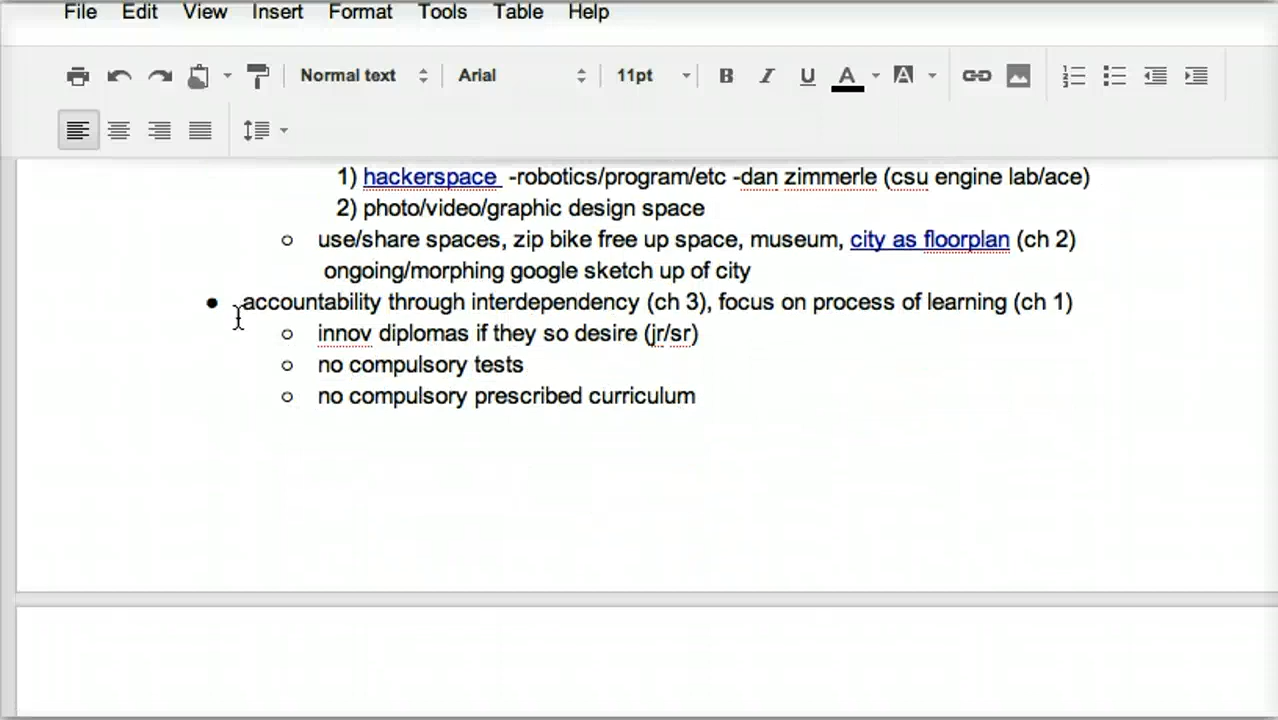 File Edit View Insert Format Tools Table Help
Normal text Arial 11pt B I U A A
1) hackerspace -robotics/program/etc -dan zimmerle (csu engine lab/ace)
2) photo/video/graphic design space
use/share spaces, zip bike free up space, museum, city as floorplan (ch 2)
ongoing/morphing google sketch up of city
accountability through interdependency (ch 3), focus on process of learning (ch 1)
innov diplomas if they so desire (jr/sr)
no compulsory tests
no compulsory prescribed curriculum